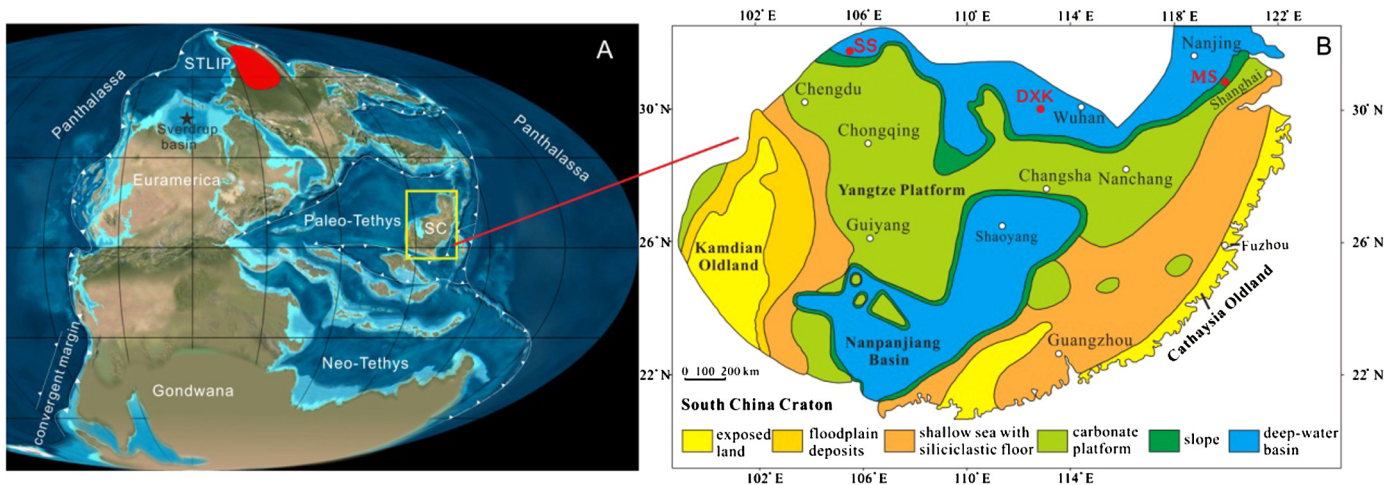 A
STLIP
Panthalassa
Sverdrup
basin
Panthalassa
Euramerica
Paleo-Tethys
SC
Neo-Tethys
Gondwana
convergent margin
102˚E
106˚E
110˚E
114˚E
118˚E
122˚E
B
SS
Nanjing
MS
Shanghai
Chengdu
DXK
Wuhan
30˚N
30˚N
Chongqing
Changsha
Nanchang
Yangtze Platform
Guiyang
Shaoyang
26˚N
26˚N
Kamdian
Oldland
Fuzhou
Cathaysia Oldland
Nanpanjiang
Basin
Guangzhou
22˚N
22˚N
0 100 200 km
South China Craton
exposed
land
floodplain
deposits
shallow sea with
siliciclastic floor
carbonate
platform
slope
deep-water
basin
102˚E
106˚E
110˚E
114˚E